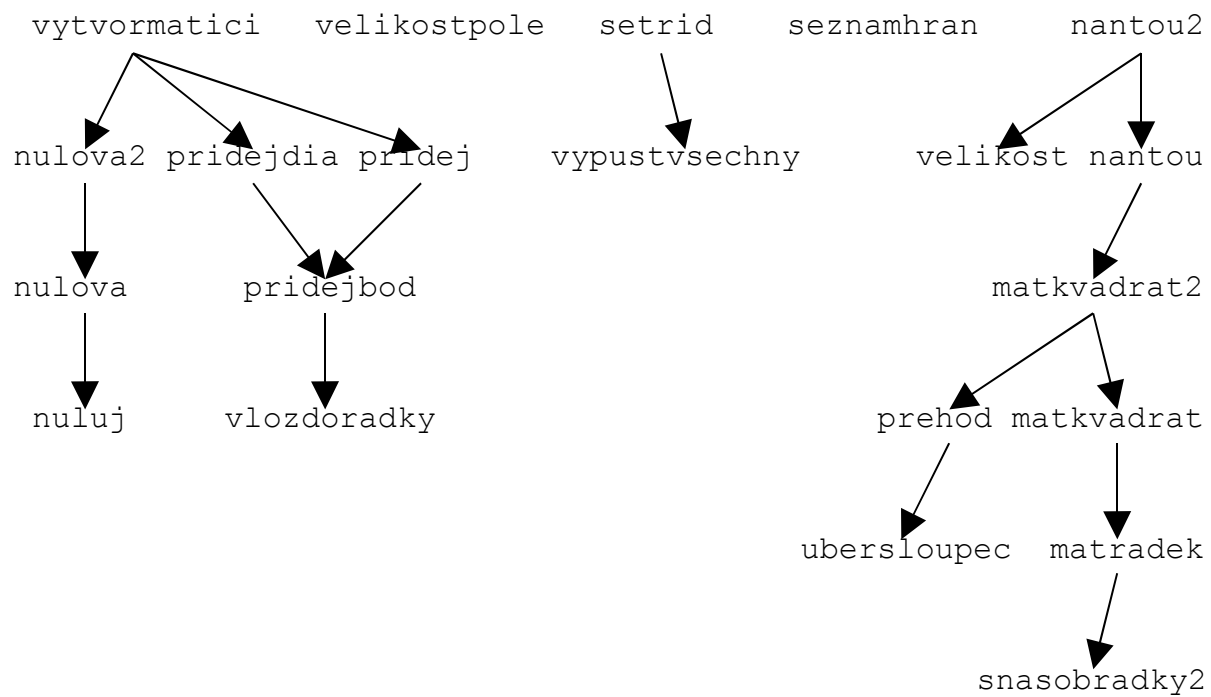 vytvormatici velikostpole setrid seznamhran nantou2
nulova2 pridejdia pridej vypustvsechny velikost nantou
nulova pridejbod matkvadrat2
nuluj vlozdoradky prehod matkvadrat
ubersloupec matradek
snasobradky2